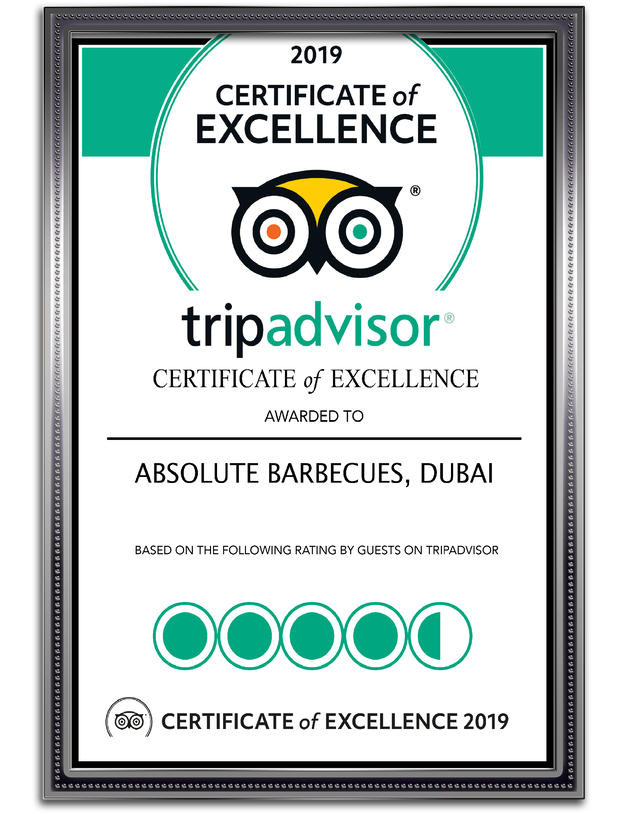 2019
CERTIFICATE of
EXCELLENCE
®
tripadvisor®
CERTIFICATE of EXCELLENCE
AWARDED TO
ABSOLUTE BARBECUES, DUBAI
BASED ON THE FOLLOWING RATING BY GUESTS ON TRIPADVISOR
CERTIFICATE of EXCELLENCE 2019